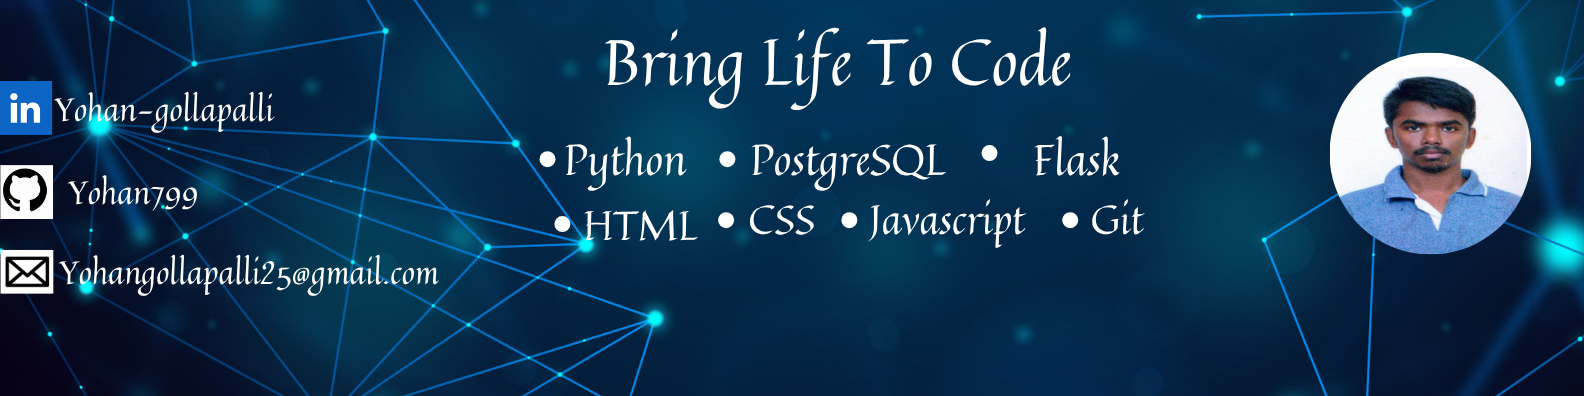 Bring Life To Code
in Yohan-gollapalli
Yohan799
Yohangollapalli25@gmail.com
• Python • PostgreSQL • Flask
• HTML • CSS • Javascript • Git